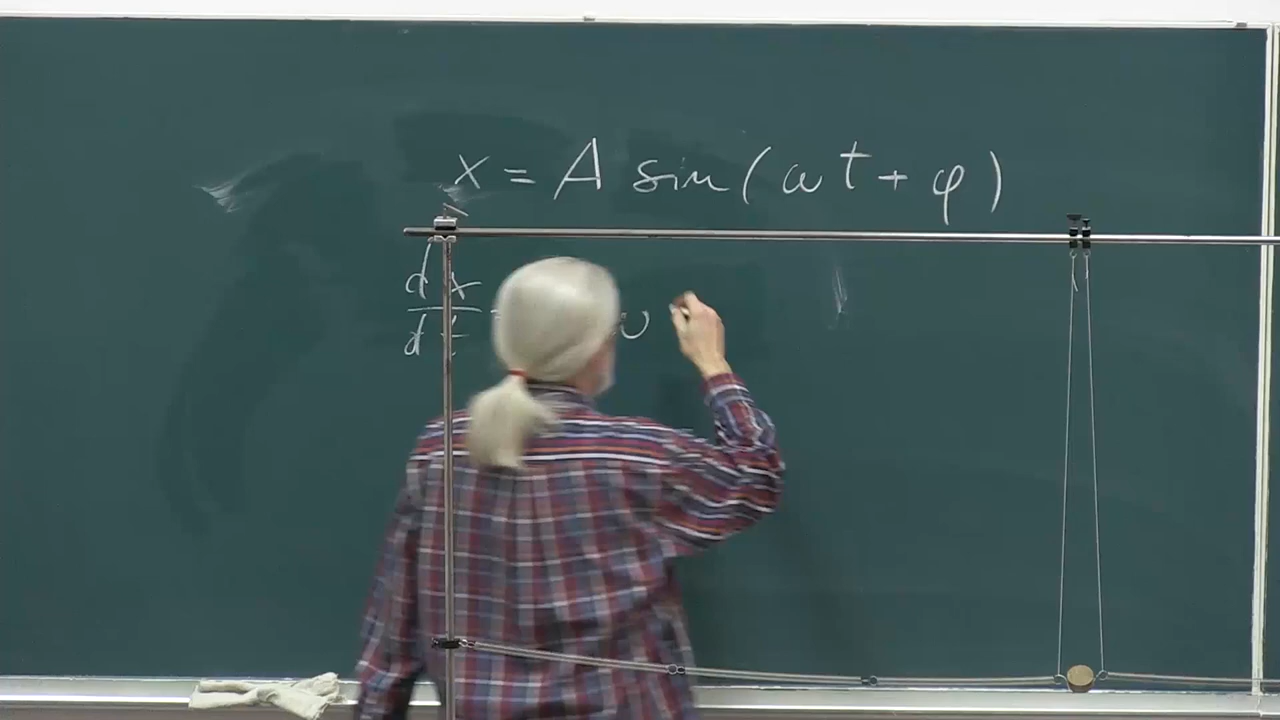 x = A sin(ωt + φ)
dx/dt = ω